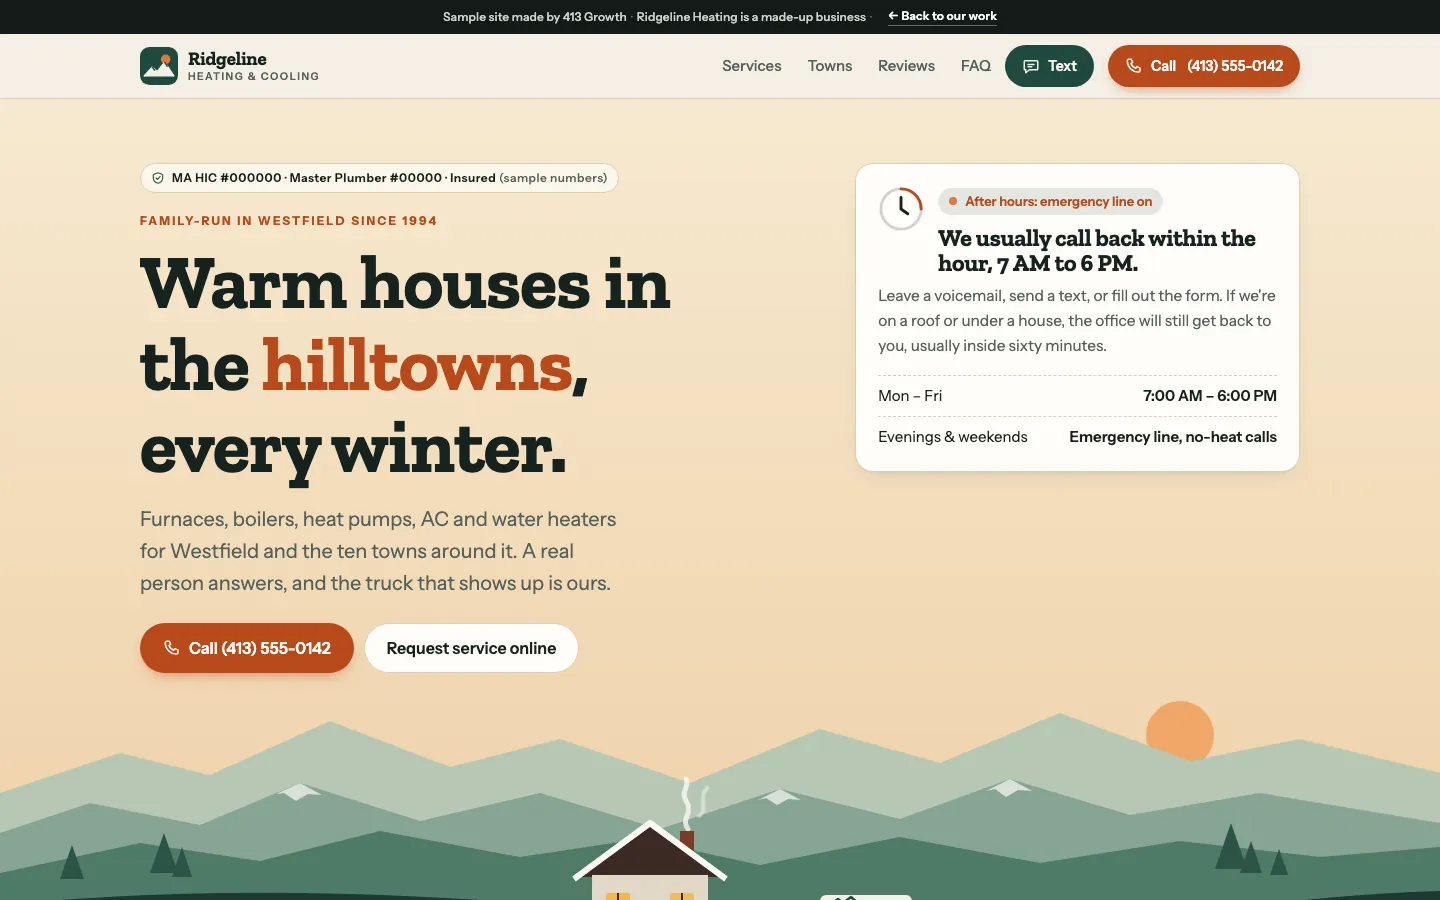 Sample site made by 413 Growth · Ridgeline Heating is a made-up business · ← Back to our work
Ridgeline
HEATING & COOLING
Services Towns Reviews FAQ Text Call (413) 555-0142
MA HIC #000000 · Master Plumber #00000 · Insured (sample numbers)
FAMILY-RUN IN WESTFIELD SINCE 1994
Warm houses in
the hilltowns,
every winter.
Furnaces, boilers, heat pumps, AC and water heaters
for Westfield and the ten towns around it. A real
person answers, and the truck that shows up is ours.
Call (413) 555-0142
Request service online
After hours: emergency line on
We usually call back within the
hour, 7 AM to 6 PM.
Leave a voicemail, send a text, or fill out the form. If we're
on a roof or under a house, the office will still get back to
you, usually inside sixty minutes.
Mon – Fri 7:00 AM – 6:00 PM
Evenings & weekends Emergency line, no-heat calls